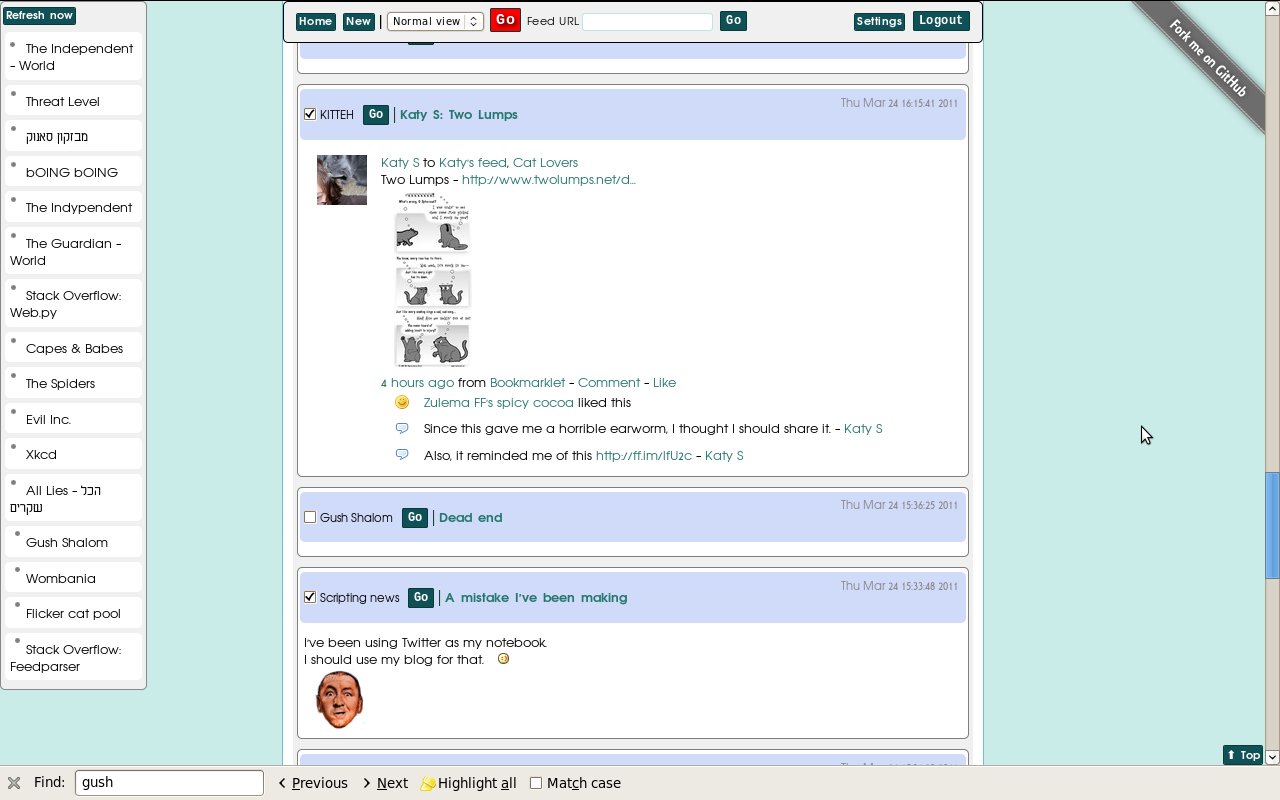 Refresh now
The Independent
- World
Threat Level
מבזקון סאנוק
bOING bOING
The Indypendent
The Guardian -
World
Stack Overflow:
Web.py
Capes & Babes
The Spiders
Evil Inc.
Xkcd
All Lies - הכל
שקרים
Gush Shalom
Wombania
Flicker cat pool
Stack Overflow:
Feedparser
Home New | Normal view Go Feed URL Go Settings Logout
Fork me on GitHub
Thu Mar 24 16:15:41 2011
KITTEH Go | Katy S: Two Lumps
Katy S to Katy's feed, Cat Lovers
Two Lumps - http://www.twolumps.net/d...
4 hours ago from Bookmarklet - Comment - Like
Zulema FF's spicy cocoa liked this
Since this gave me a horrible earworm, I thought I should share it. - Katy S
Also, it reminded me of this http://ff.im/lfU2c - Katy S
Thu Mar 24 15:36:25 2011
Gush Shalom Go | Dead end
Thu Mar 24 15:33:48 2011
Scripting news Go | A mistake I've been making
I've been using Twitter as my notebook.
I should use my blog for that.
Top
Find: gush Previous Next Highlight all Match case